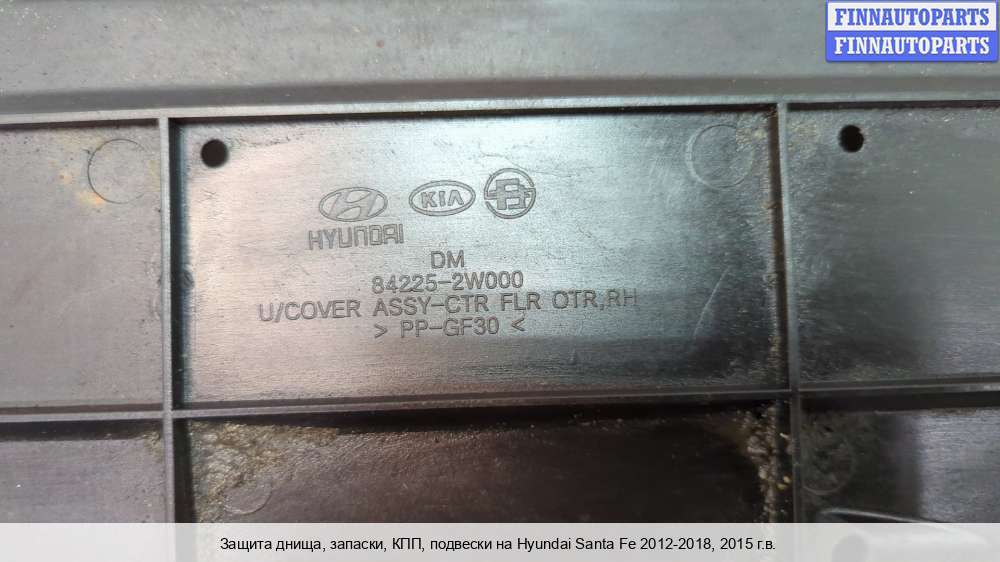 FINNAUTOPARTS
FINNAUTOPARTS
KIA
HYUNDAI
DM
84225-2W000
U/COVER ASSY-CTR FLR OTR,RH
> PP-GF30 <
Защита днища, запаски, КПП, подвески на Hyundai Santa Fe 2012-2018, 2015 г.в.